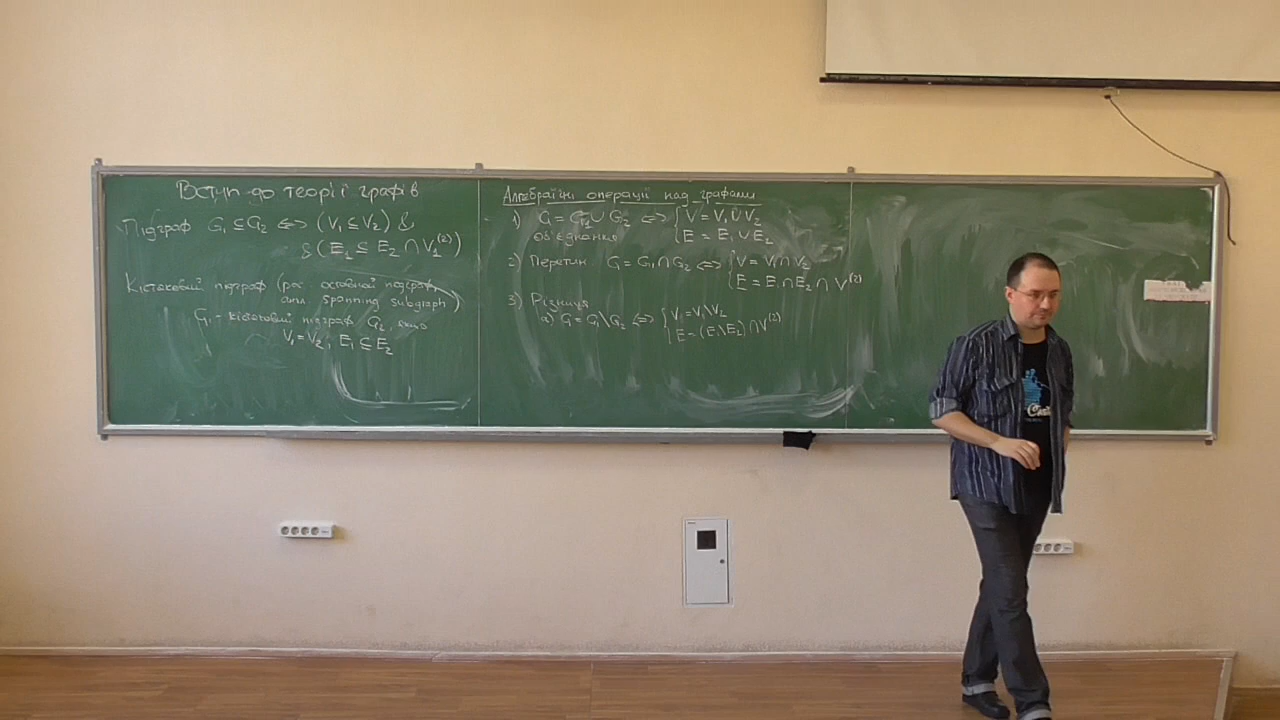 Вступ до теорії графів
Підграф G₁ ⊆ G₂ ⟺ (V₁ ⊆ V₂) &
& (E₁ ⊆ E₂ ∩ V₁⁽²⁾)
Кістяковий підграф (рос. остовной подграф,
англ. spanning subgraph)
G₁ - кістяковий підграф G₂, якщо
V₁ = V₂, E₁ ⊆ E₂
Алгебраїчні операції над графами
1) G = G₁ ∪ G₂ ⟺ { V = V₁ ∪ V₂
об'єднання { E = E₁ ∪ E₂
2) Перетин G = G₁ ∩ G₂ ⟺ { V = V₁ ∩ V₂
{ E = E₁ ∩ E₂ ∩ V⁽²⁾
3) Різниця
а) G = G₁ \ G₂ ⟺ { V₁ = V₁ \ V₂
{ E = (E₁ \ E₂) ∩ V⁽²⁾